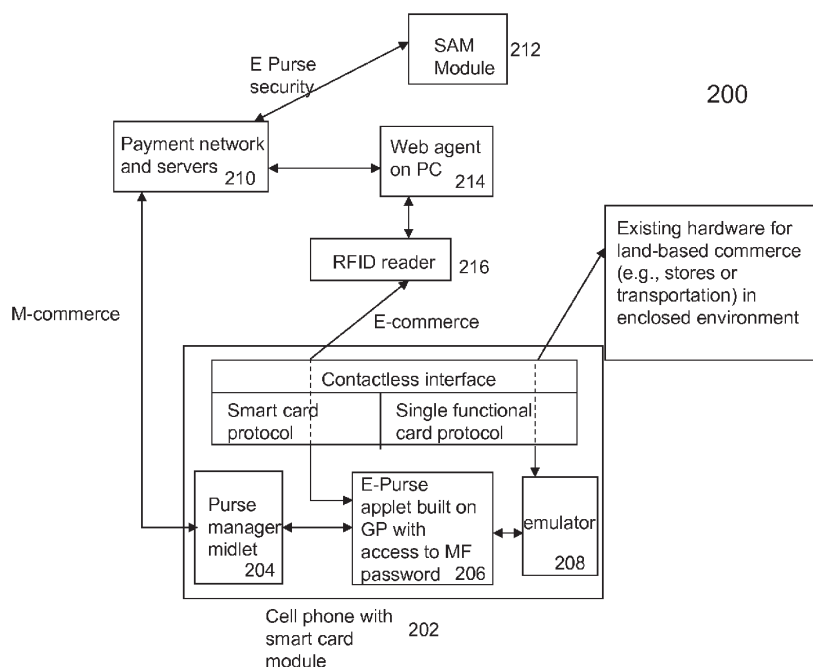 SAM
Module
212
E Purse
security
200
Payment network
and servers
210
Web agent
on PC
214
Existing hardware for
land-based commerce
(e.g., stores or
transportation) in
enclosed environment
RFID reader
216
M-commerce
E-commerce
Contactless interface
Smart card
protocol
Single functional
card protocol
Purse
manager
midlet
204
E-Purse
applet built on
GP with
access to MF
password
206
emulator
208
Cell phone with
smart card
module
202